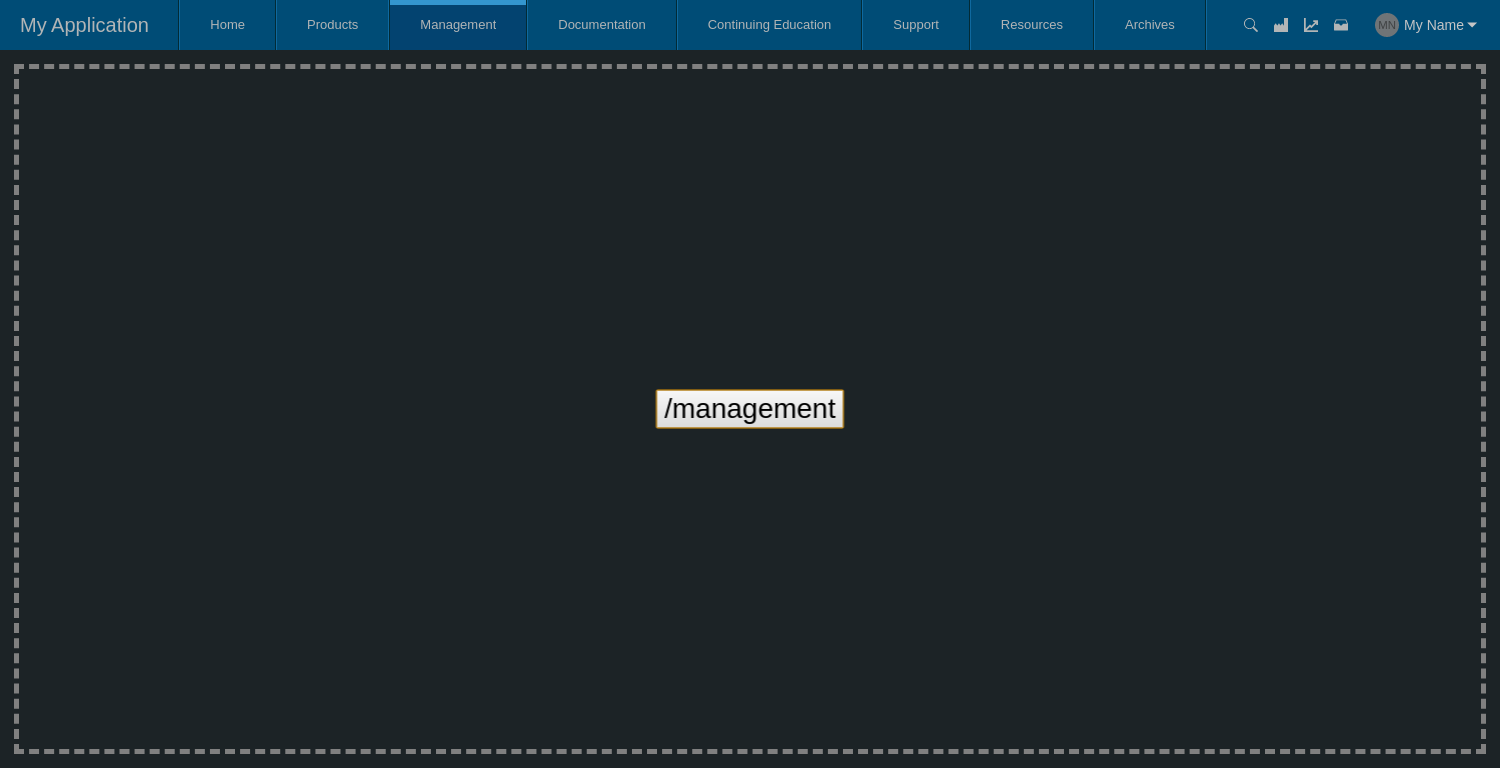 My Application
Home
Products
Management
Documentation
Continuing Education
Support
Resources
Archives
MN
My Name
/management